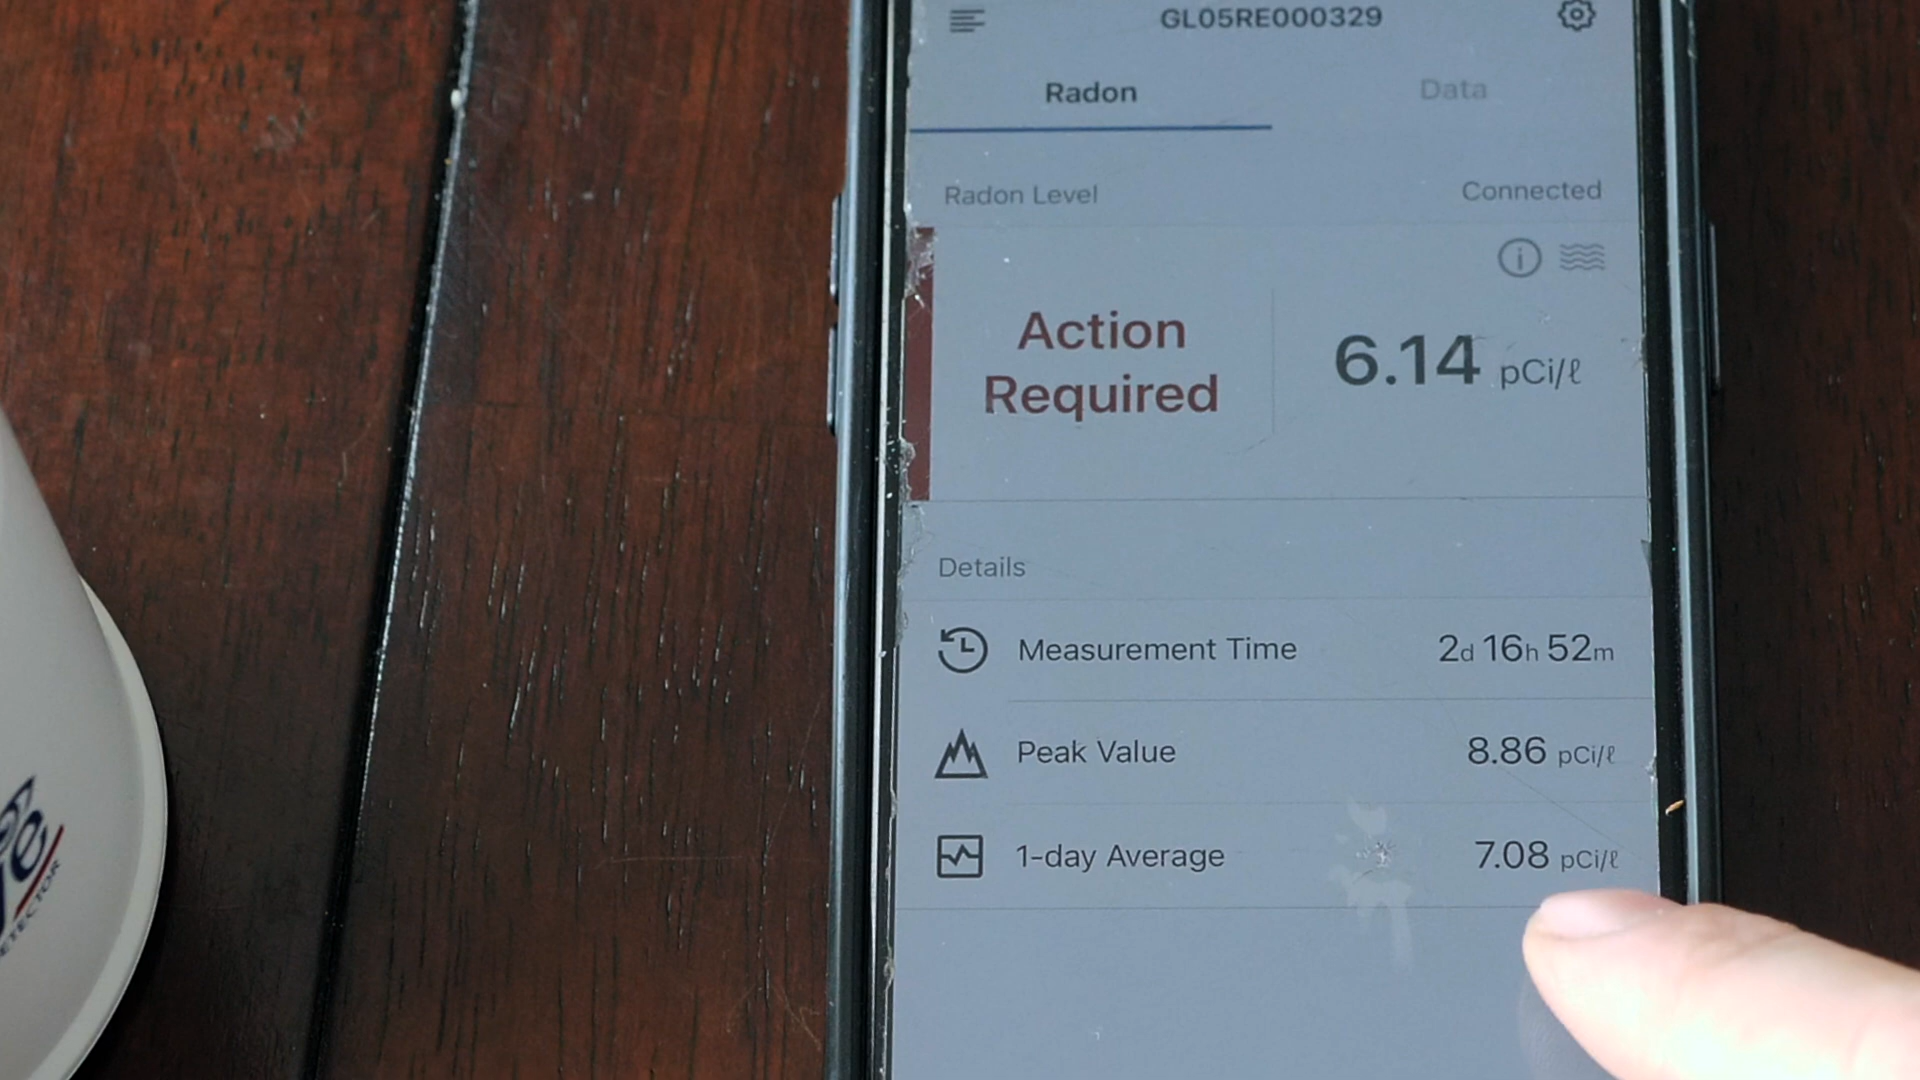 GL05RE000329
Radon Data
Radon Level Connected
Action
Required
6.14 pCi/ℓ
Details
Measurement Time 2d 16h 52m
Peak Value 8.86 pCi/ℓ
1-day Average 7.08 pCi/ℓ